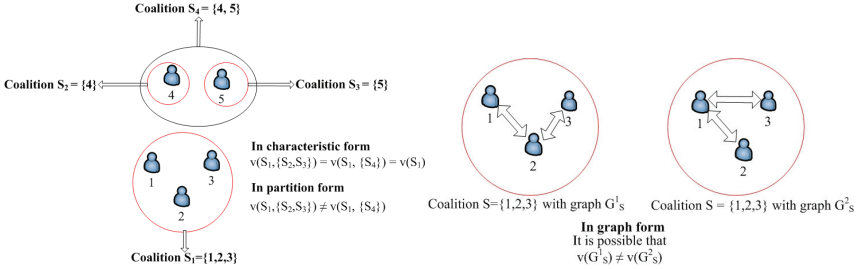 Coalition S₄ = {4, 5}
Coalition S₂ = {4}
4
5
Coalition S₃ = {5}
1
3
2
Coalition S₁={1,2,3}
In characteristic form
v(S₁,{S₂,S₃}) = v(S₁, {S₄}) = v(S₁)
In partition form
v(S₁,{S₂,S₃}) ≠ v(S₁, {S₄})
1
3
2
Coalition S={1,2,3} with graph G¹ₛ
1
3
2
Coalition S = {1,2,3} with graph G²ₛ
In graph form
It is possible that
v(G¹ₛ) ≠ v(G²ₛ)